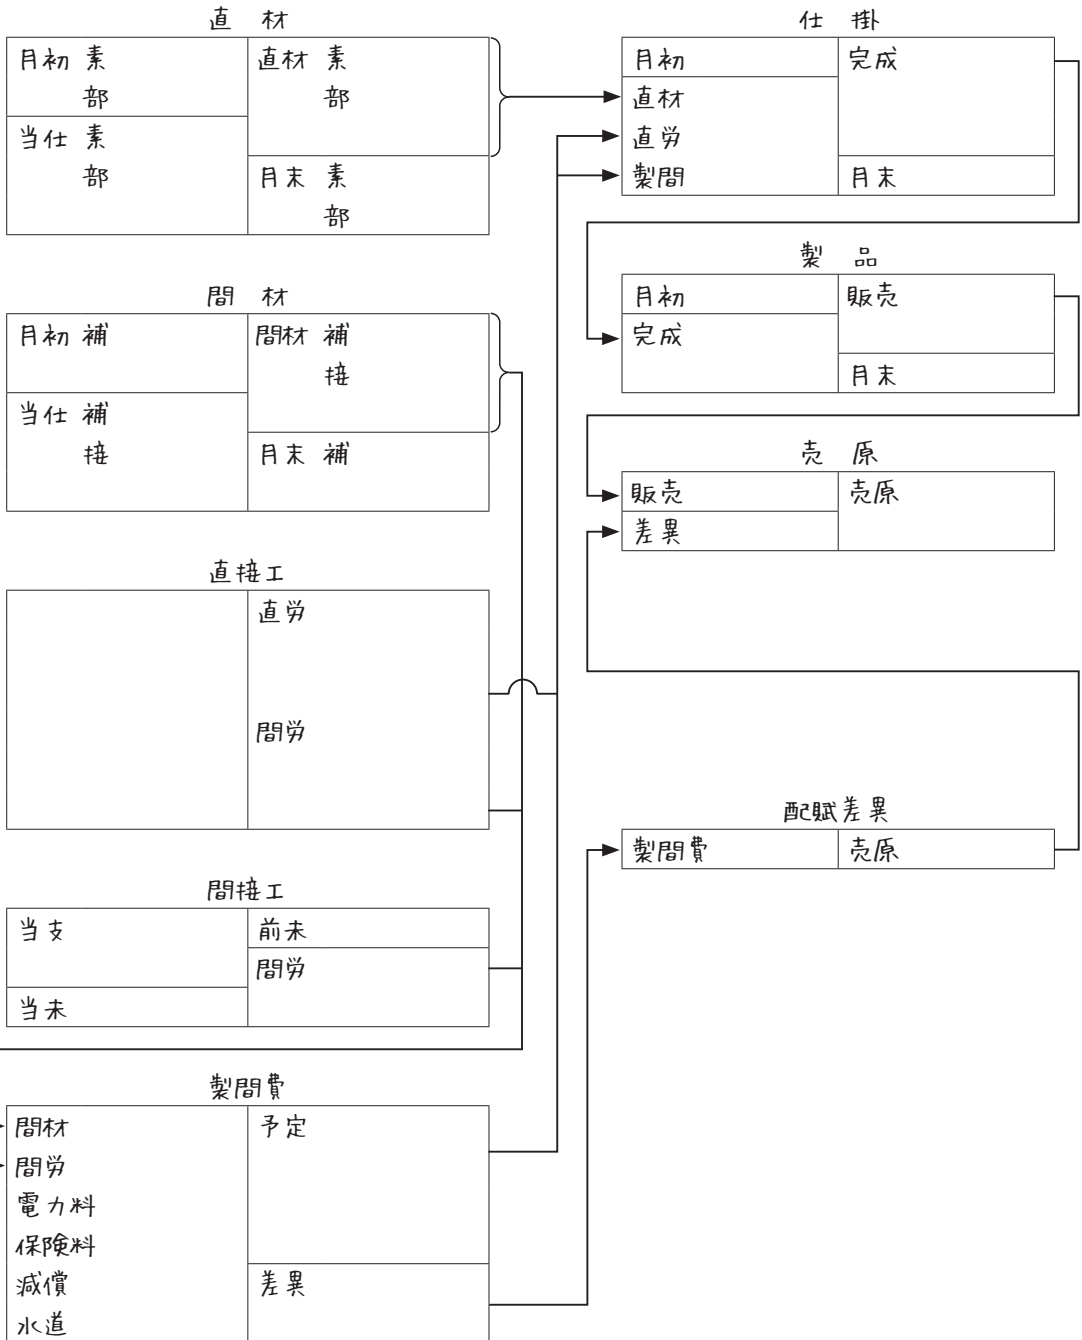 直 材
月初 素
部
当仕 素
部
直材 素
部
月末 素
部
間 材
月初 補
当仕 補
接
間材 補
接
月末 補
直接工
直労
間労
間接工
当支
当未
前未
間労
製間費
間材
間労
電力料
保険料
減償
水道
予定
差異
仕 掛
月初
直材
直労
製間
完成
月末
製 品
月初
完成
販売
月末
売 原
販売
差異
売原
配賦差異
製間費
売原